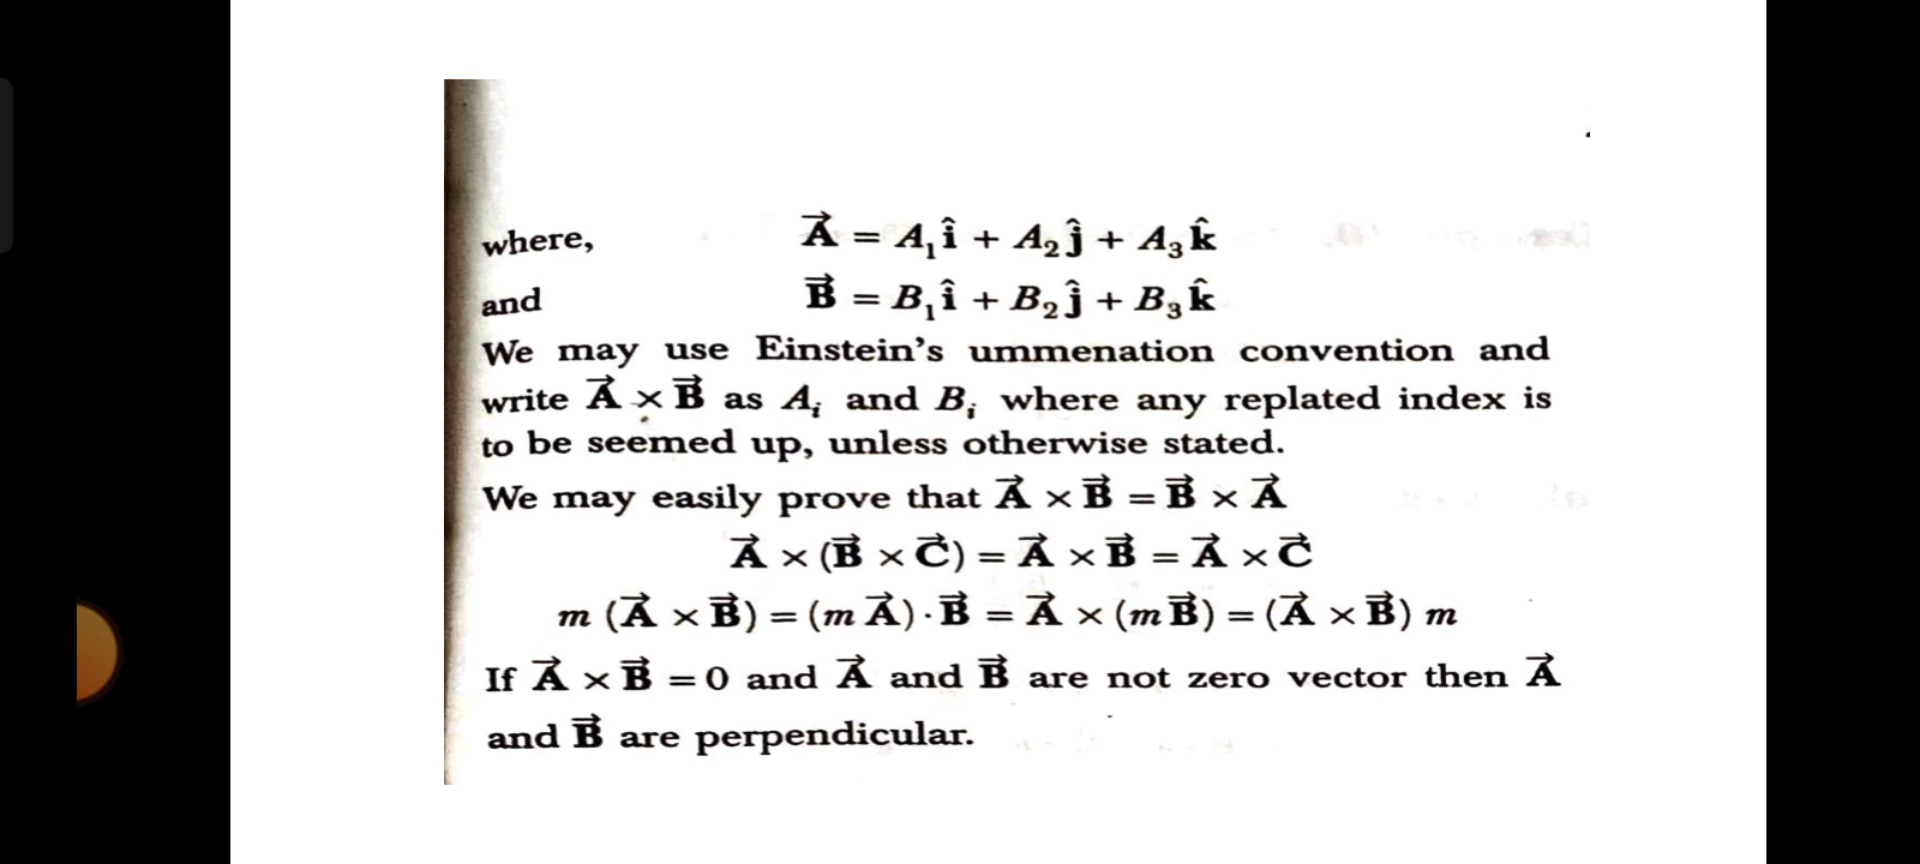 where, A⃗ = A₁î + A₂ĵ + A₃k̂
and B⃗ = B₁î + B₂ĵ + B₃k̂
We may use Einstein’s ummenation convention and
write A⃗ × B⃗ as Aᵢ and Bᵢ where any replated index is
to be seemed up, unless otherwise stated.
We may easily prove that A⃗ × B⃗ = B⃗ × A⃗
A⃗ × (B⃗ × C⃗) = A⃗ × B⃗ = A⃗ × C⃗
m (A⃗ × B⃗) = (m A⃗) · B⃗ = A⃗ × (m B⃗) = (A⃗ × B⃗) m
If A⃗ × B⃗ = 0 and A⃗ and B⃗ are not zero vector then A⃗
and B⃗ are perpendicular.